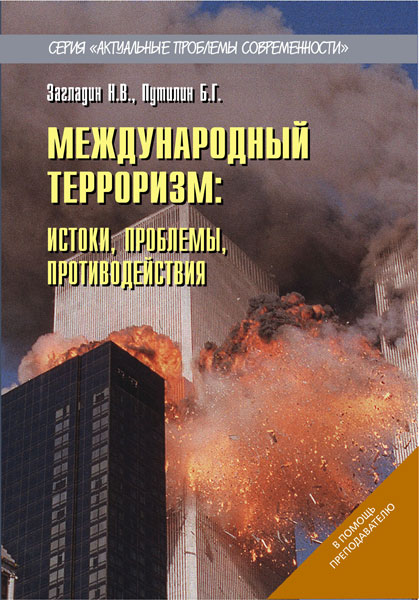 СЕРИЯ «АКТУАЛЬНЫЕ ПРОБЛЕМЫ СОВРЕМЕННОСТИ»
Загладин Н.В., Путилин Б.Г.
МЕЖДУНАРОДНЫЙ
ТЕРРОРИЗМ:
ИСТОКИ, ПРОБЛЕМЫ,
ПРОТИВОДЕЙСТВИЯ
В ПОМОЩЬ
ПРЕПОДАВАТЕЛЮ